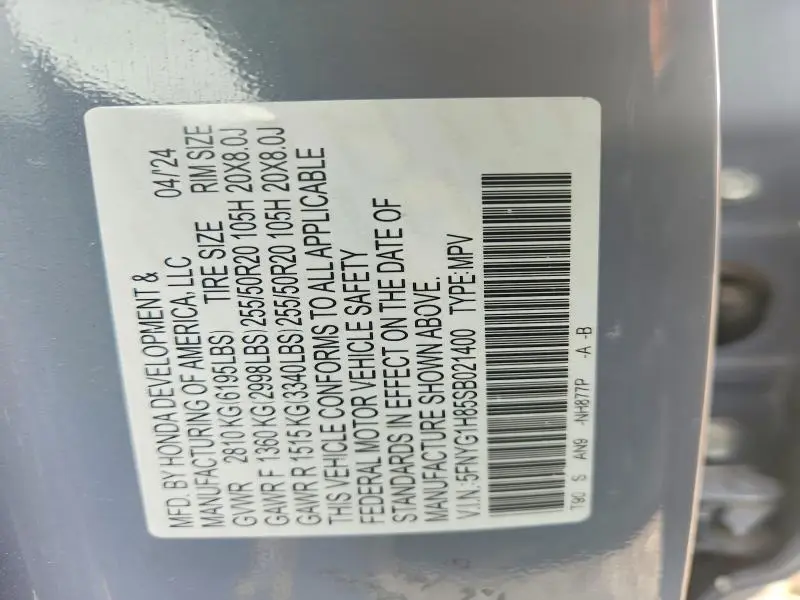 MFD. BY HONDA DEVELOPMENT & 04/'24
MANUFACTURING OF AMERICA, LLC TIRE SIZE RIM SIZE
GVWR 2810 KG(6195LBS)
GAWR F 1360 KG(2998LBS) 255/50R20 105H 20X8.0J
GAWR R 1515 KG(3340LBS) 255/50R20 105H 20X8.0J
THIS VEHICLE CONFORMS TO ALL APPLICABLE
FEDERAL MOTOR VEHICLE SAFETY
STANDARDS IN EFFECT ON THE DATE OF
MANUFACTURE SHOWN ABOVE.
V.I.N.:5FNYG1H85SB021400 TYPE:MPV
T90 S AN9 -NH877P -A -B